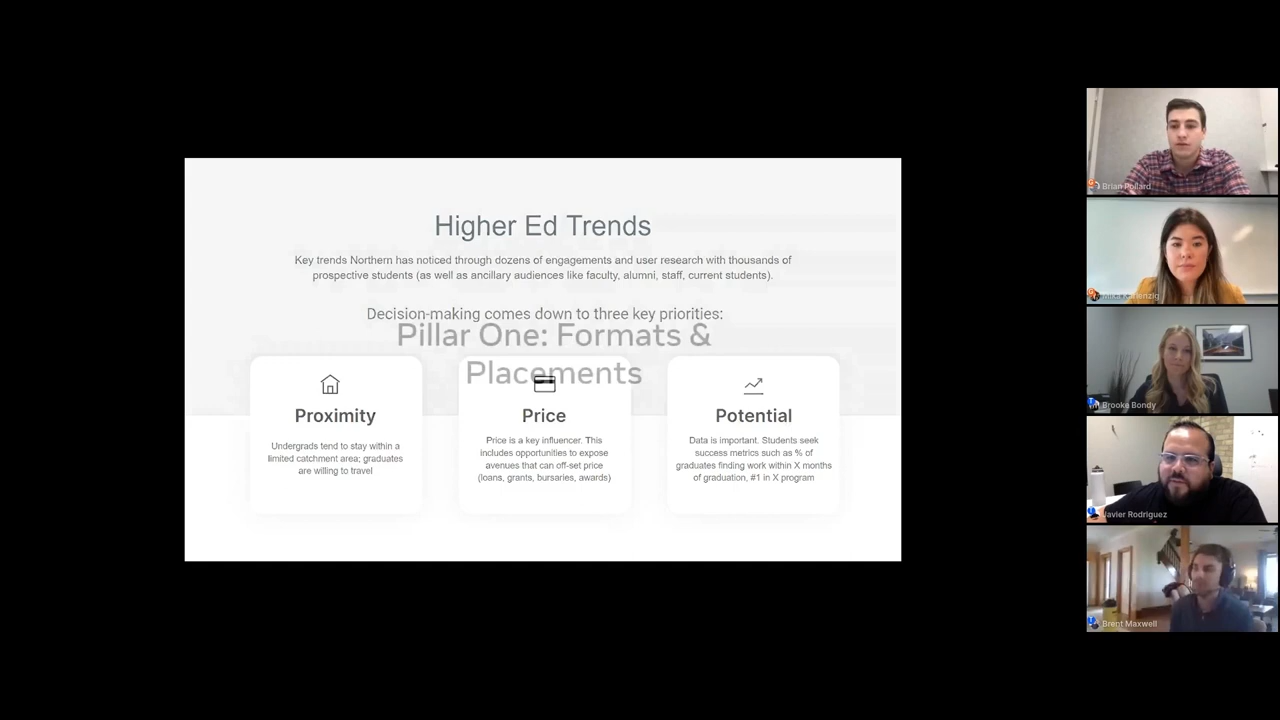 Higher Ed Trends
Key trends Northern has noticed through dozens of engagements and user research with thousands of
prospective students (as well as ancillary audiences like faculty, alumni, staff, current students).
Decision-making comes down to three key priorities:
Pillar One: Formats &
Placements
Proximity
Undergrads tend to stay within a
limited catchment area; graduates
are willing to travel
Price
Price is a key influencer. This
includes opportunities to expose
avenues that can off-set price
(loans, grants, bursaries, awards)
Potential
Data is important. Students seek
success metrics such as % of
graduates finding work within X months
of graduation, #1 in X program
Brian Pollard
Brooke Bondy
Javier Rodriguez
Brent Maxwell